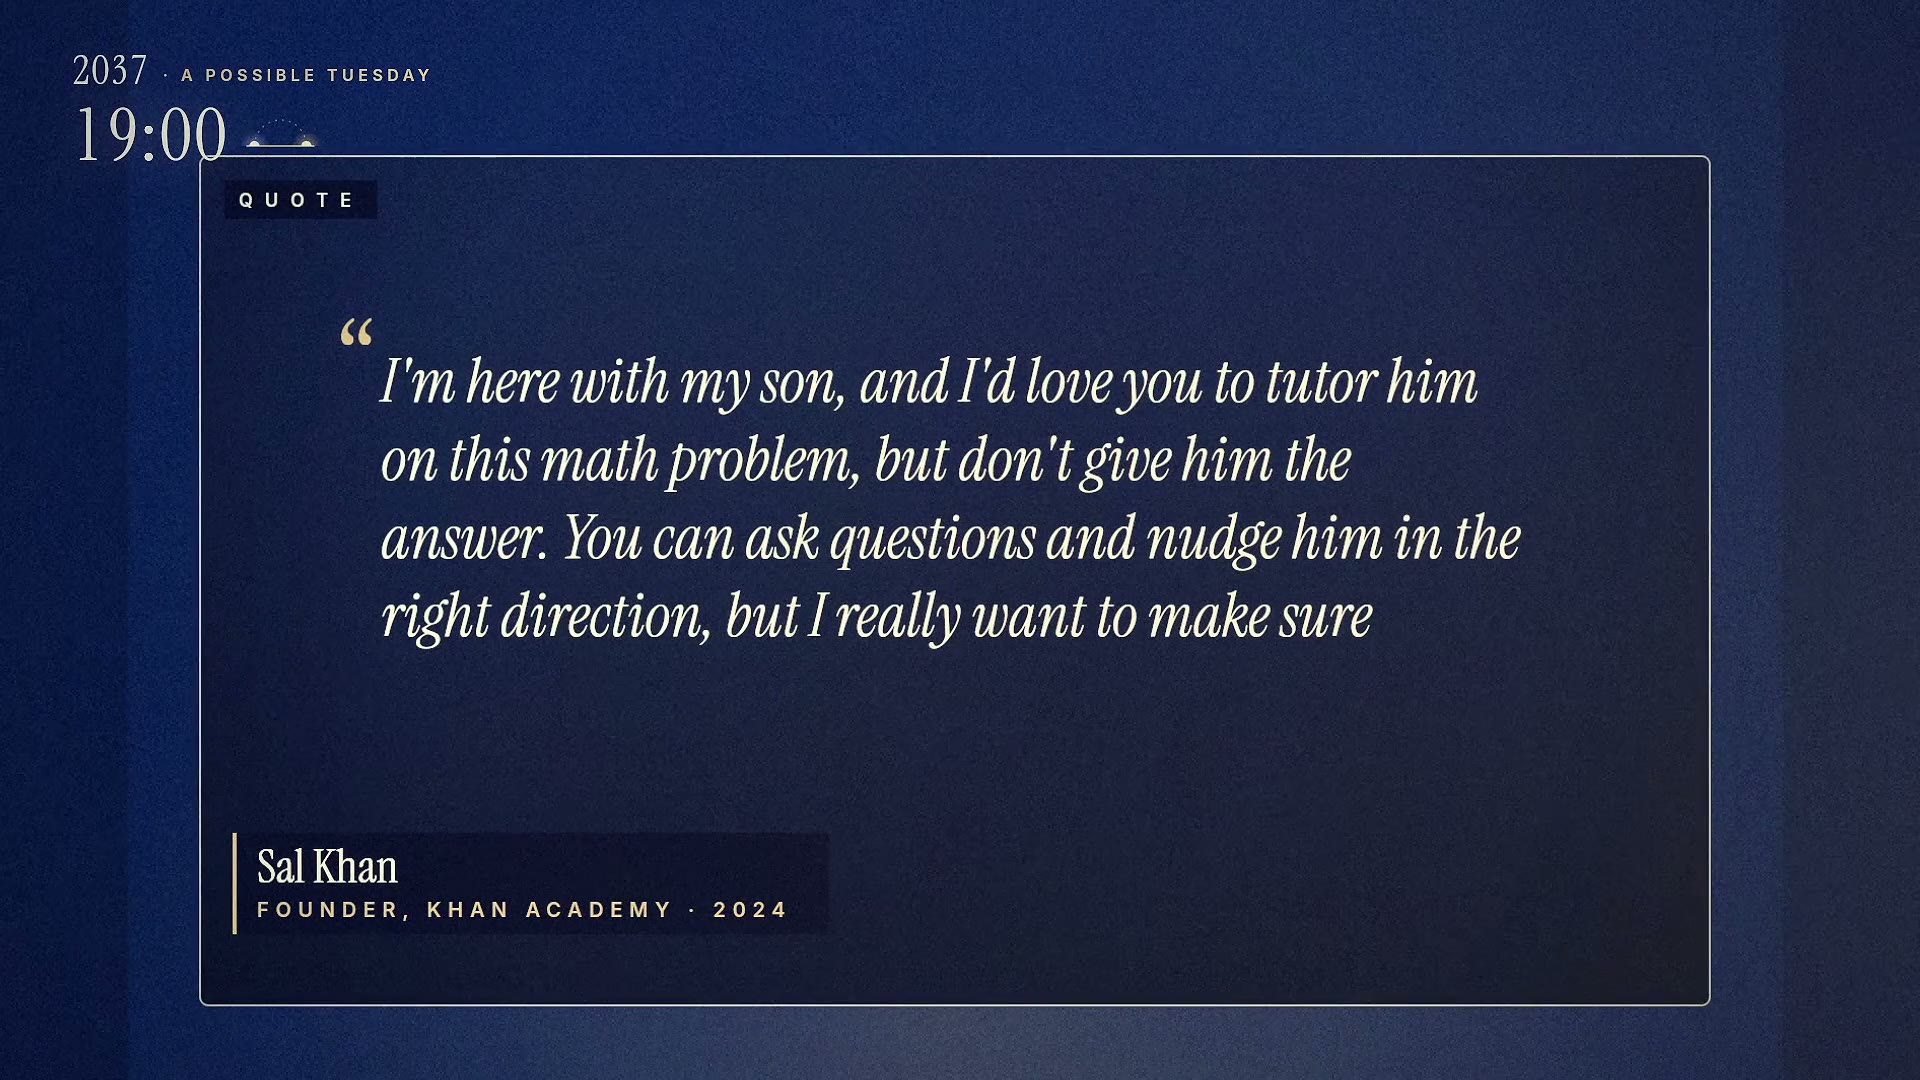 2037 · A POSSIBLE TUESDAY
19:00
QUOTE
“
I'm here with my son, and I'd love you to tutor him
on this math problem, but don't give him the
answer. You can ask questions and nudge him in the
right direction, but I really want to make sure
Sal Khan
FOUNDER, KHAN ACADEMY · 2024